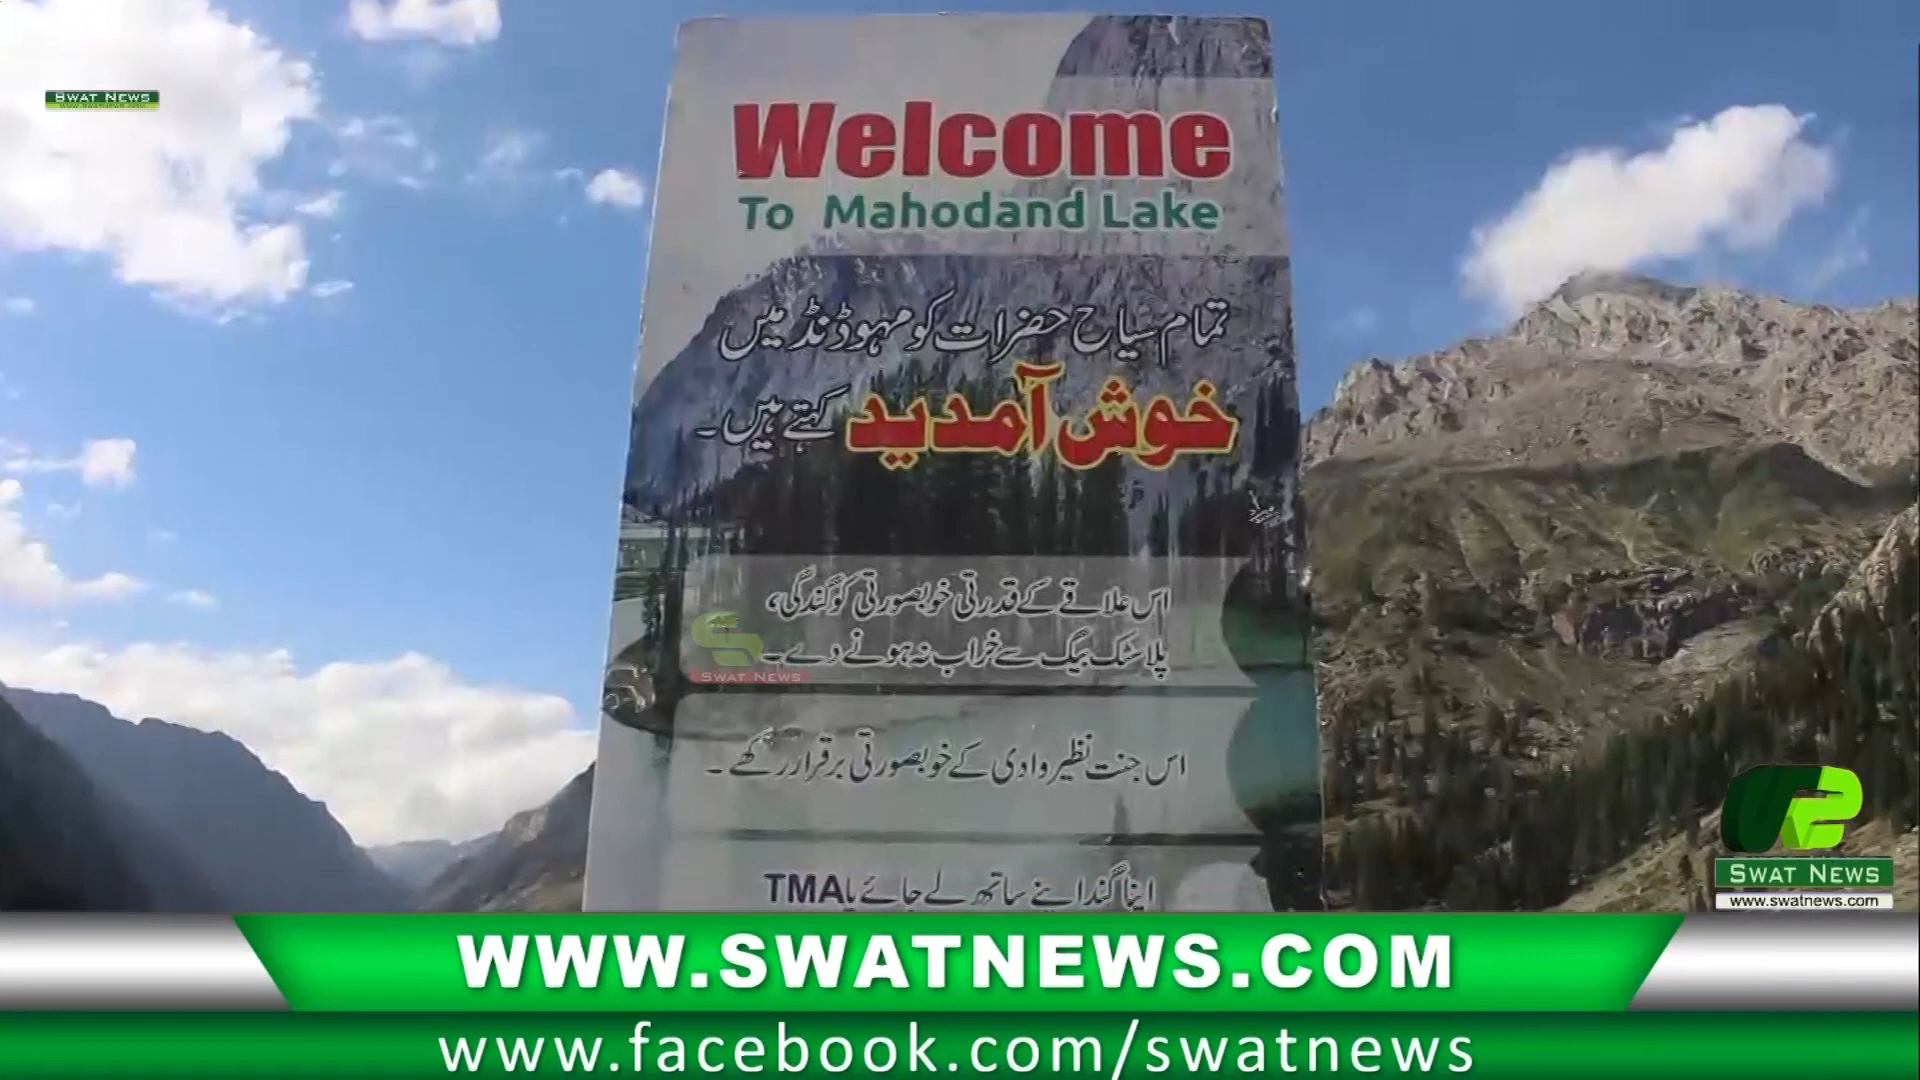 SWAT NEWS
Welcome
To Mahodand Lake
تمام سیاح حضرات کو مہوڈنڈ میں
خوش آمدید کہتے ہیں۔
اس علاقے کے قدرتی خوبصورتی کو گندگی،
پلاسٹک بیگ سے خراب نہ ہونے دے۔
SWAT NEWS
اس جنت نظیر وادی کے خوبصورتی برقرار رکھے۔
اپنا گند اپنے ساتھ لے جائے یا TMA
SWAT NEWS
www.swatnews.com
WWW.SWATNEWS.COM
www.facebook.com/swatnews